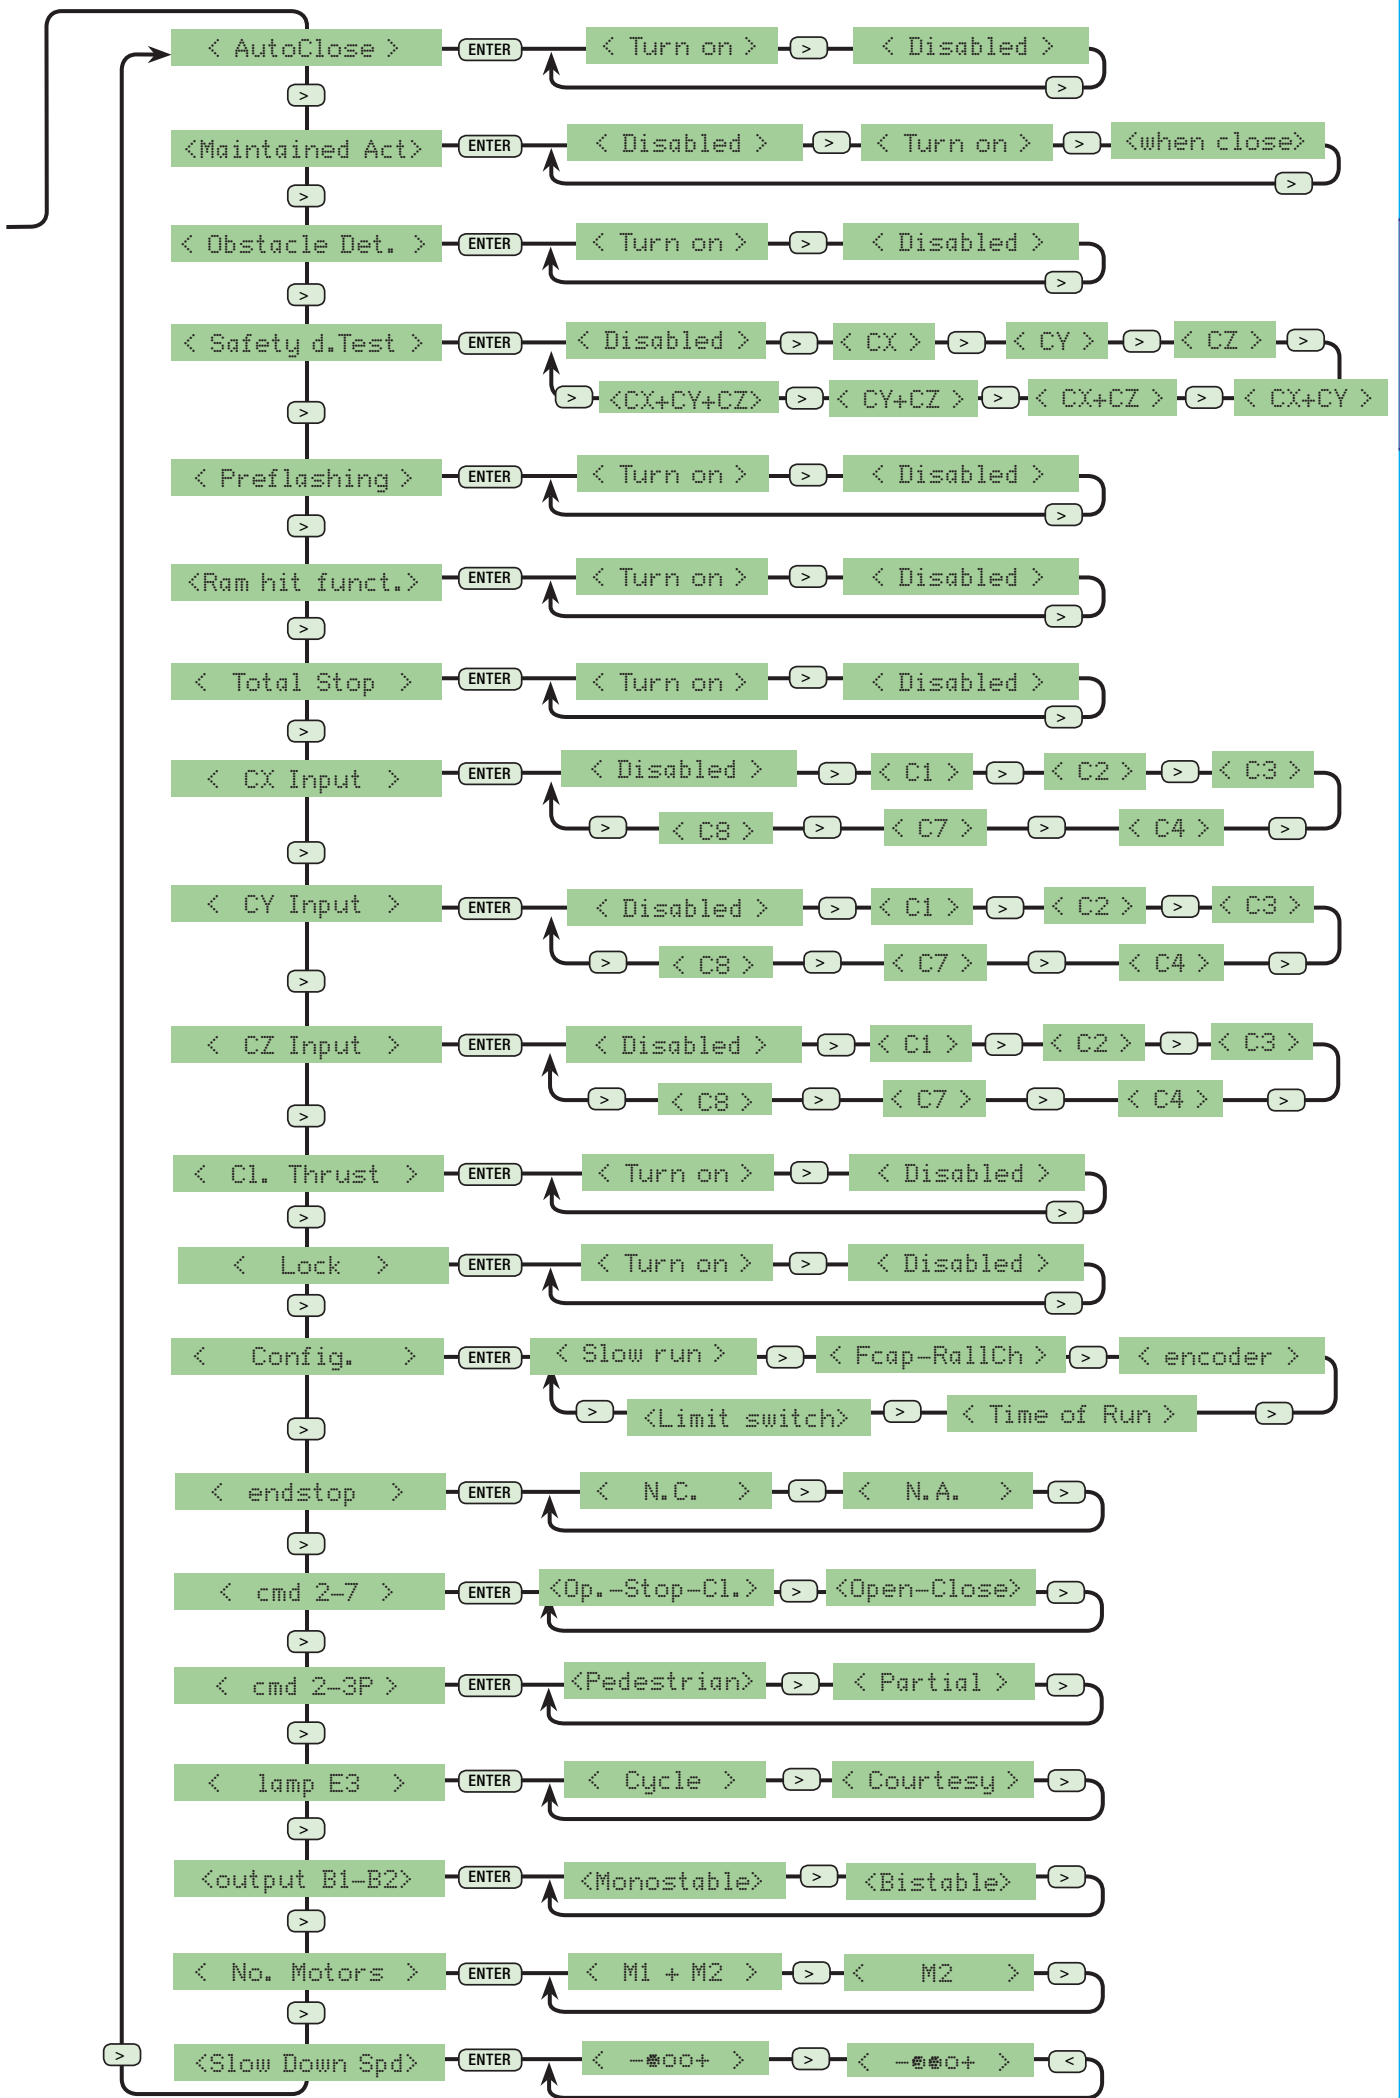 < AutoClose > ENTER < Turn on > > < Disabled >
> >
<Maintained Act> ENTER < Disabled > > < Turn on > > <when close>
> >
< Obstacle Det. > ENTER < Turn on > > < Disabled >
> >
< Safety d.Test > ENTER < Disabled > > < CX > > < CY > > < CZ > >
> <CX+CY+CZ> > < CY+CZ > > < CX+CZ > > < CX+CY >
>
< Preflashing > ENTER < Turn on > > < Disabled >
> >
<Ram hit funct.> ENTER < Turn on > > < Disabled >
> >
< Total Stop > ENTER < Turn on > > < Disabled >
> >
< CX Input > ENTER < Disabled > > < C1 > > < C2 > > < C3 >
> < C8 > > < C7 > > < C4 > >
>
< CY Input > ENTER < Disabled > > < C1 > > < C2 > > < C3 >
> < C8 > > < C7 > > < C4 > >
>
< CZ Input > ENTER < Disabled > > < C1 > > < C2 > > < C3 >
> < C8 > > < C7 > > < C4 > >
>
< Cl. Thrust > ENTER < Turn on > > < Disabled >
> >
< Lock > ENTER < Turn on > > < Disabled >
> >
< Config. > ENTER < Slow run > > < Fcap-RallCh > > < encoder >
> <Limit switch> > < Time of Run > >
>
< endstop > ENTER < N.C. > > < N.A. > >
>
< cmd 2-7 > ENTER <Op.-Stop-Cl.> > <Open-Close> >
>
< cmd 2-3P > ENTER <Pedestrian> > < Partial > >
>
< lamp E3 > ENTER < Cycle > > < Courtesy > >
>
<output B1-B2> ENTER <Monostable> > <Bistable> >
>
< No. Motors > ENTER < M1 + M2 > > < M2 > >
>
> <Slow Down Spd> ENTER < -●○○+ > > < -●●○+ > <